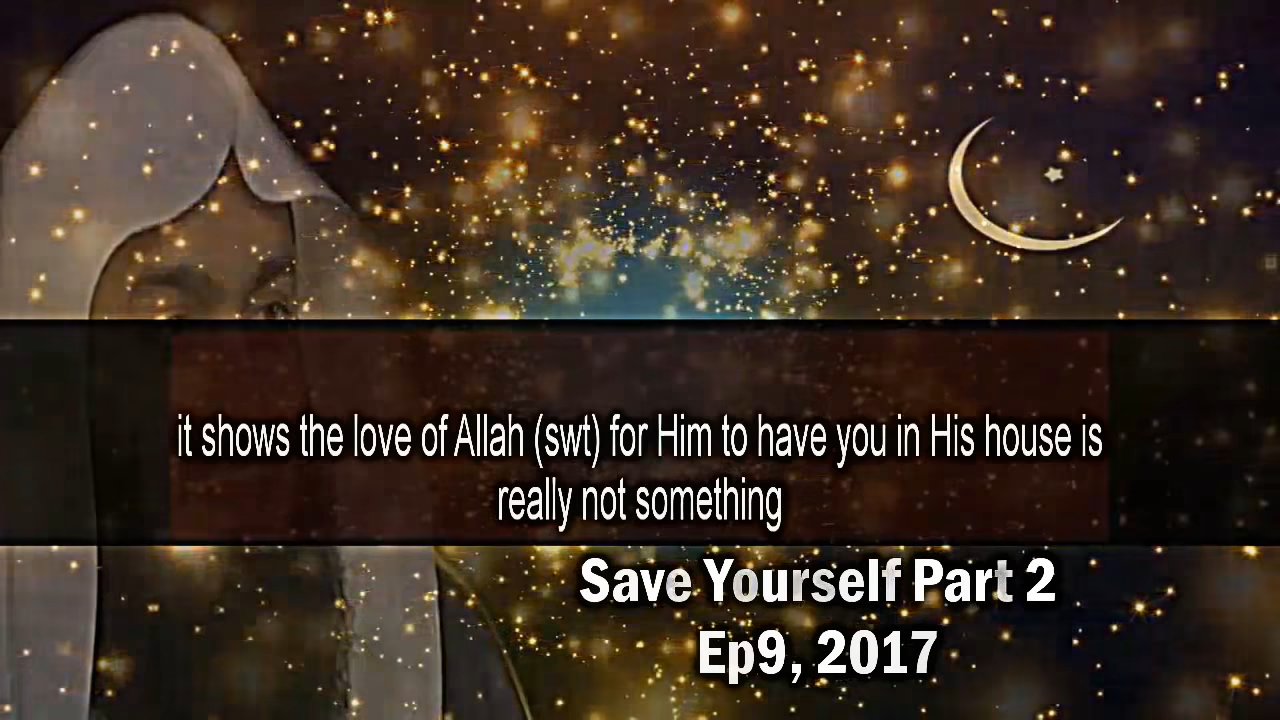 it shows the love of Allah (swt) for Him to have you in His house is
really not something
Save Yourself Part 2
Ep9, 2017